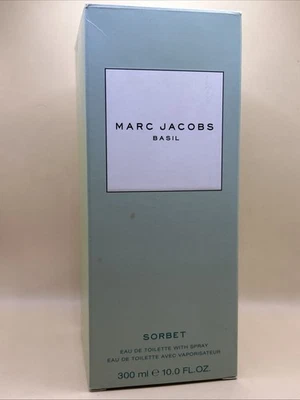 MARC JACOBS
BASIL
SORBET
EAU DE TOILETTE WITH SPRAY
EAU DE TOILETTE AVEC VAPORISATEUR
300 ml ℮ 10.0 FL.OZ.